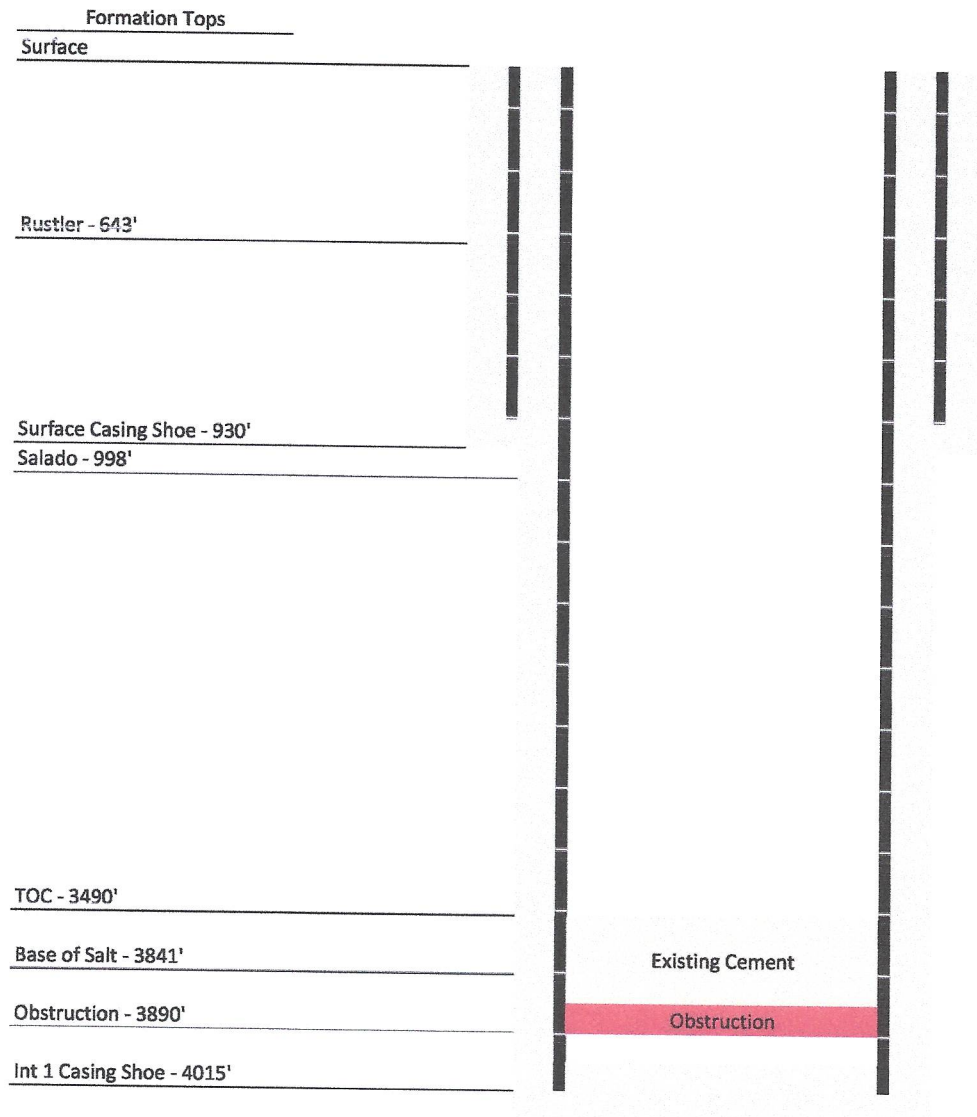 Formation Tops
Surface
Rustler - 643'
Surface Casing Shoe - 930'
Salado - 998'
TOC - 3490'
Base of Salt - 3841'
Existing Cement
Obstruction - 3890'
Obstruction
Int 1 Casing Shoe - 4015'